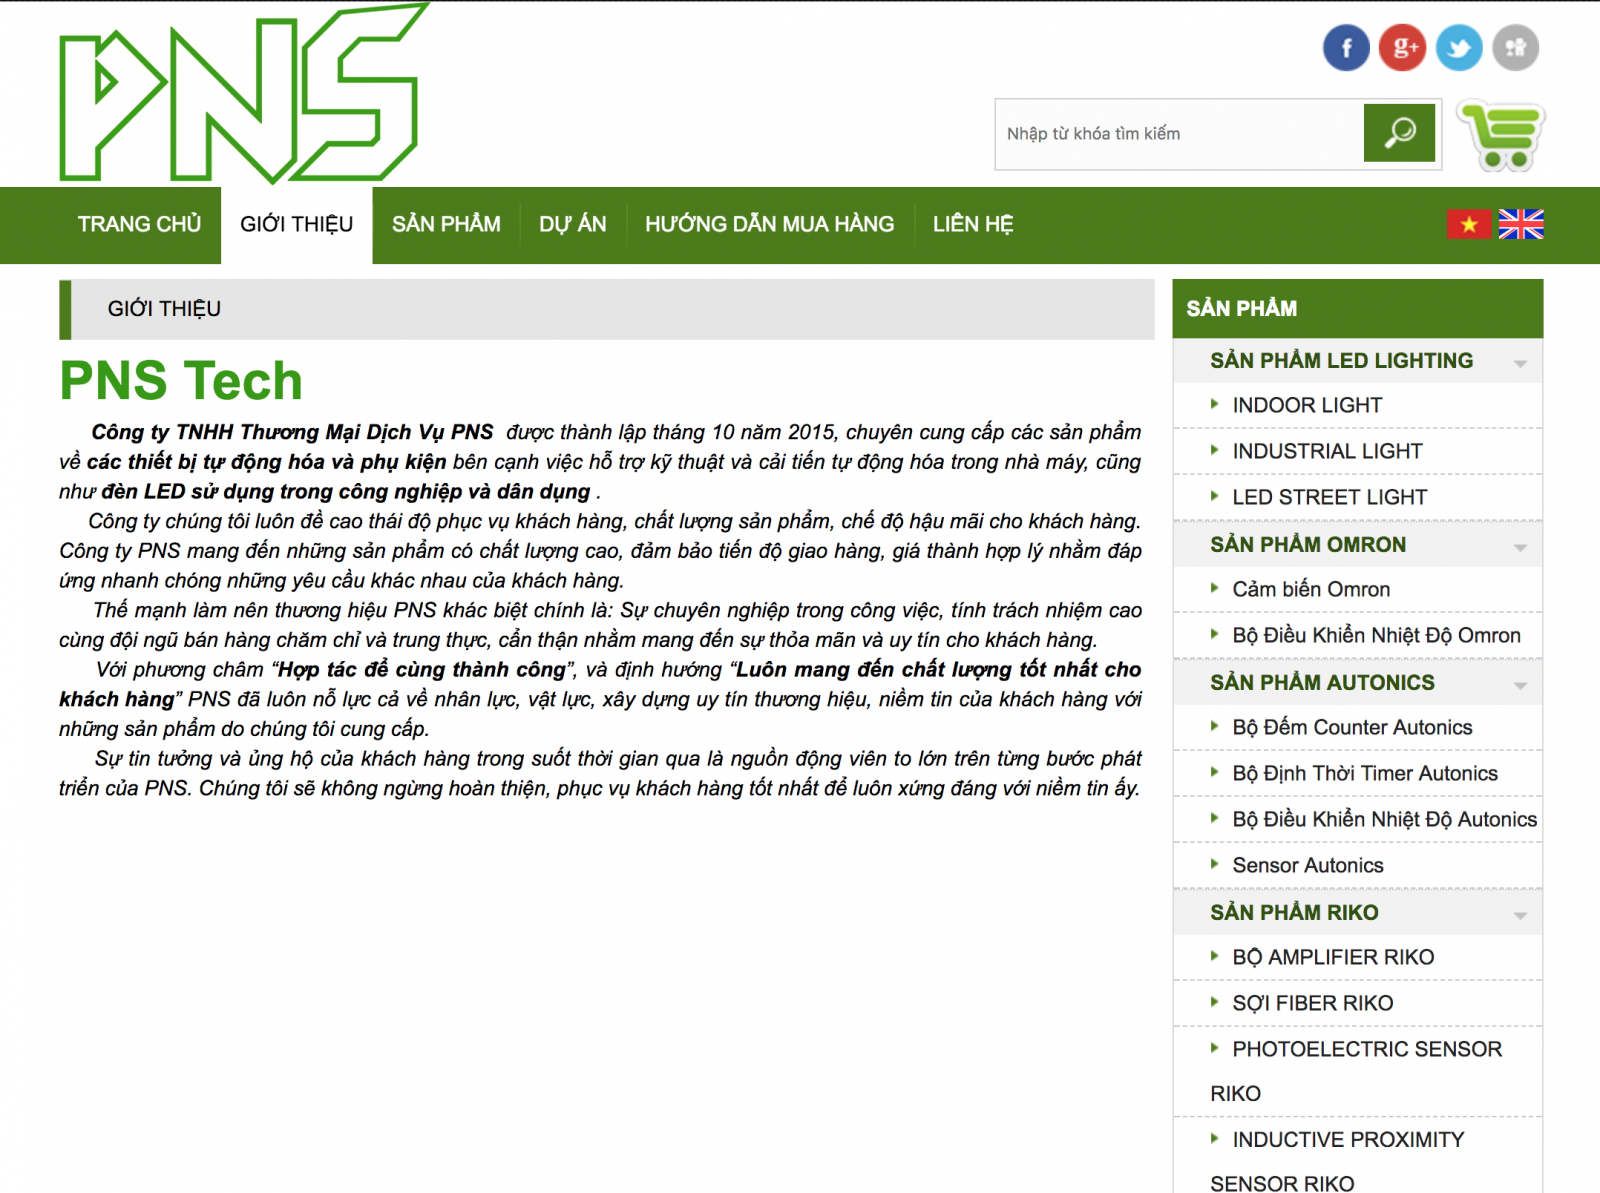 PNS
f
g+
Nhập từ khóa tìm kiếm
TRANG CHỦ
GIỚI THIỆU
SẢN PHẨM
DỰ ÁN
HƯỚNG DẪN MUA HÀNG
LIÊN HỆ
GIỚI THIỆU
PNS Tech
Công ty TNHH Thương Mại Dịch Vụ PNS được thành lập tháng 10 năm 2015, chuyên cung cấp các sản phẩm
về các thiết bị tự động hóa và phụ kiện bên cạnh việc hỗ trợ kỹ thuật và cải tiến tự động hóa trong nhà máy, cũng
như đèn LED sử dụng trong công nghiệp và dân dụng .
Công ty chúng tôi luôn đề cao thái độ phục vụ khách hàng, chất lượng sản phẩm, chế độ hậu mãi cho khách hàng.
Công ty PNS mang đến những sản phẩm có chất lượng cao, đảm bảo tiến độ giao hàng, giá thành hợp lý nhằm đáp
ứng nhanh chóng những yêu cầu khác nhau của khách hàng.
Thế mạnh làm nên thương hiệu PNS khác biệt chính là: Sự chuyên nghiệp trong công việc, tính trách nhiệm cao
cùng đội ngũ bán hàng chăm chỉ và trung thực, cẩn thận nhằm mang đến sự thỏa mãn và uy tín cho khách hàng.
Với phương châm “Hợp tác để cùng thành công”, và định hướng “Luôn mang đến chất lượng tốt nhất cho
khách hàng” PNS đã luôn nỗ lực cả về nhân lực, vật lực, xây dựng uy tín thương hiệu, niềm tin của khách hàng với
những sản phẩm do chúng tôi cung cấp.
Sự tin tưởng và ủng hộ của khách hàng trong suốt thời gian qua là nguồn động viên to lớn trên từng bước phát
triển của PNS. Chúng tôi sẽ không ngừng hoàn thiện, phục vụ khách hàng tốt nhất để luôn xứng đáng với niềm tin ấy.
SẢN PHẨM
SẢN PHẨM LED LIGHTING
INDOOR LIGHT
INDUSTRIAL LIGHT
LED STREET LIGHT
SẢN PHẨM OMRON
Cảm biến Omron
Bộ Điều Khiển Nhiệt Độ Omron
SẢN PHẨM AUTONICS
Bộ Đếm Counter Autonics
Bộ Định Thời Timer Autonics
Bộ Điều Khiển Nhiệt Độ Autonics
Sensor Autonics
SẢN PHẨM RIKO
BỘ AMPLIFIER RIKO
SỢI FIBER RIKO
PHOTOELECTRIC SENSOR
RIKO
INDUCTIVE PROXIMITY
SENSOR RIKO